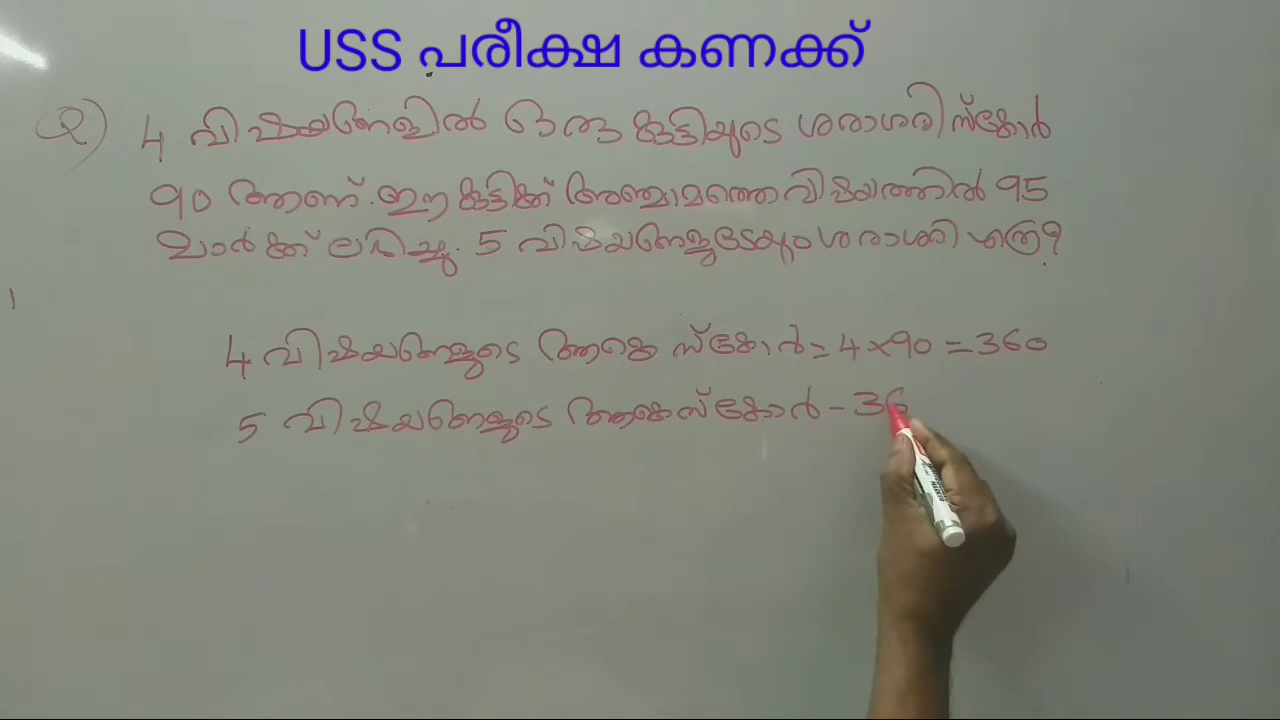 USS പരീക്ഷ കണക്ക്
Q) 4 വിഷയങ്ങളിൽ ഒരു കുട്ടിയുടെ ശരാശരി സ്കോർ
90 ആണ്. ഈ കുട്ടിക്ക് അഞ്ചാമത്തെ വിഷയത്തിൽ 95
മാർക്ക് ലഭിച്ചു. 5 വിഷയങ്ങളുടേയും ശരാശരി എത്ര?
4 വിഷയങ്ങളുടെ ആകെ സ്കോർ = 4 x 90 = 360
5 വിഷയങ്ങളുടെ ആകെ സ്കോർ - 36